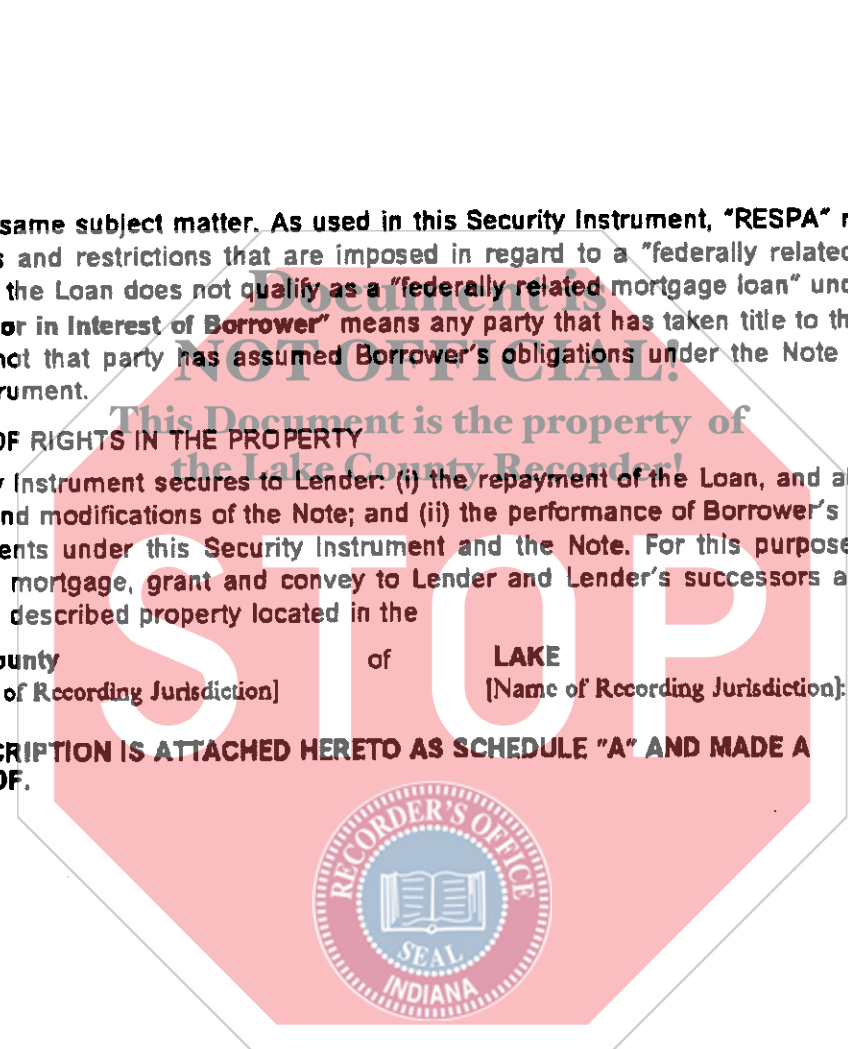 same subject matter. As used in this Security Instrument, "RESPA"
and restrictions that are imposed in regard to a "federally related
the Loan does not qualify as a "federally related mortgage loan"
or in Interest of Borrower" means any party that has taken title to
not that party has assumed Borrower's obligations under the Note
rument.
OF RIGHTS IN THE PROPERTY
Instrument secures to Lender: (i) the repayment of the Loan, and
nd modifications of the Note; and (ii) the performance of Borrower's
ents under this Security Instrument and the Note. For this purpose
mortgage, grant and convey to Lender and Lender's successors
described property located in the
ounty of LAKE
of Recording Jurisdiction] [Name of Recording Jurisdiction]:
CRIPTION IS ATTACHED HERETO AS SCHEDULE "A" AND MADE A
OF.
Document is
NOT OFFICIAL!
This Document is the property of
the Lake County Recorder!
STOP
RECORDER'S OFFICE
SEAL
INDIANA